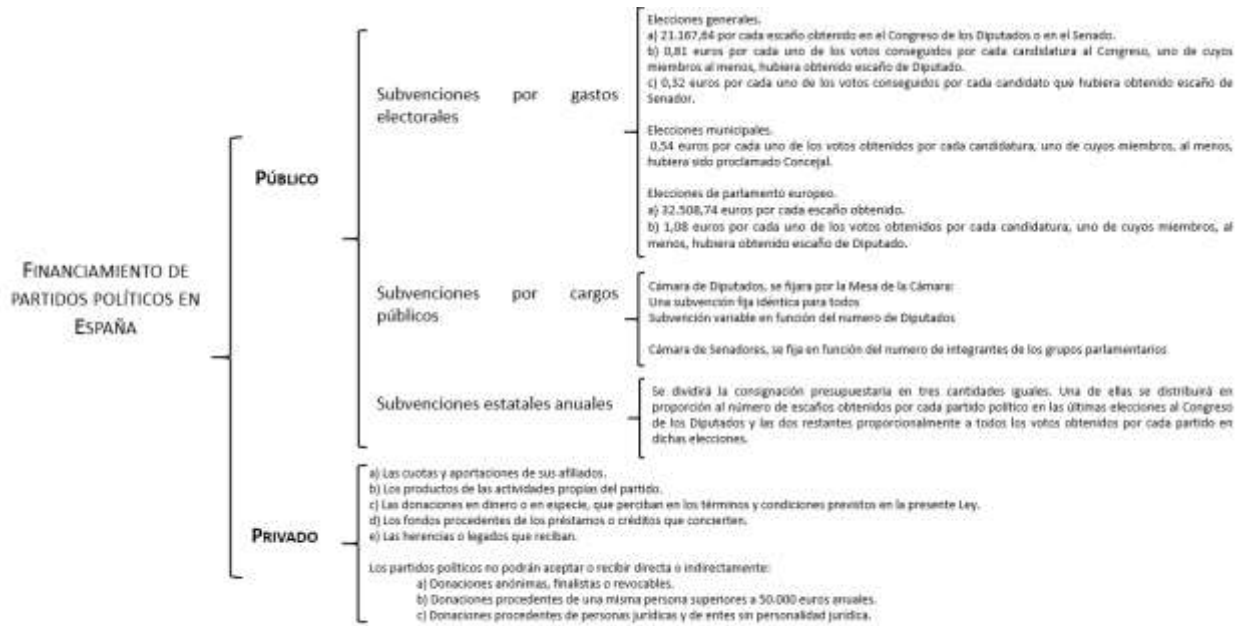 FINANCIAMIENTO DE
PARTIDOS POLÍTICOS EN
ESPAÑA
PÚBLICO
Subvenciones por gastos
electorales
Elecciones generales.
a) 21.167,64 por cada escaño obtenido en el Congreso de los Diputados o en el Senado.
b) 0,81 euros por cada uno de los votos conseguidos por cada candidatura al Congreso, uno de cuyos
miembros al menos, hubiera obtenido escaño de Diputado.
c) 0,32 euros por cada uno de los votos conseguidos por cada candidato que hubiera obtenido escaño de
Senador.
Elecciones municipales.
0,54 euros por cada uno de los votos obtenidos por cada candidatura, uno de cuyos miembros, al menos,
hubiera sido proclamado Concejal.
Elecciones de parlamento europeo.
a) 32.508,74 euros por cada escaño obtenido.
b) 1,08 euros por cada uno de los votos obtenidos por cada candidatura, uno de cuyos miembros, al
menos, hubiera obtenido escaño de Diputado.
Subvenciones por cargos
públicos
Cámara de Diputados, se fijara por la Mesa de la Cámara:
Una subvención fija idéntica para todos
Subvención variable en función del numero de Diputados
Cámara de Senadores, se fija en función del numero de integrantes de los grupos parlamentarios
Subvenciones estatales anuales
Se dividirá la consignación presupuestaria en tres cantidades iguales. Una de ellas se distribuirá en
proporción al número de escaños obtenidos por cada partido político en las últimas elecciones al Congreso
de los Diputados y las dos restantes proporcionalmente a todos los votos obtenidos por cada partido en
dichas elecciones.
PRIVADO
a) Las cuotas y aportaciones de sus afiliados.
b) Los productos de las actividades propias del partido.
c) Las donaciones en dinero o en especie, que perciban en los términos y condiciones previstos en la presente Ley.
d) Los fondos procedentes de los préstamos o créditos que concierten.
e) Las herencias o legados que reciban.
Los partidos políticos no podrán aceptar o recibir directa o indirectamente:
a) Donaciones anónimas, finalistas o revocables.
b) Donaciones procedentes de una misma persona superiores a 50.000 euros anuales.
c) Donaciones procedentes de personas jurídicas y de entes sin personalidad jurídica.